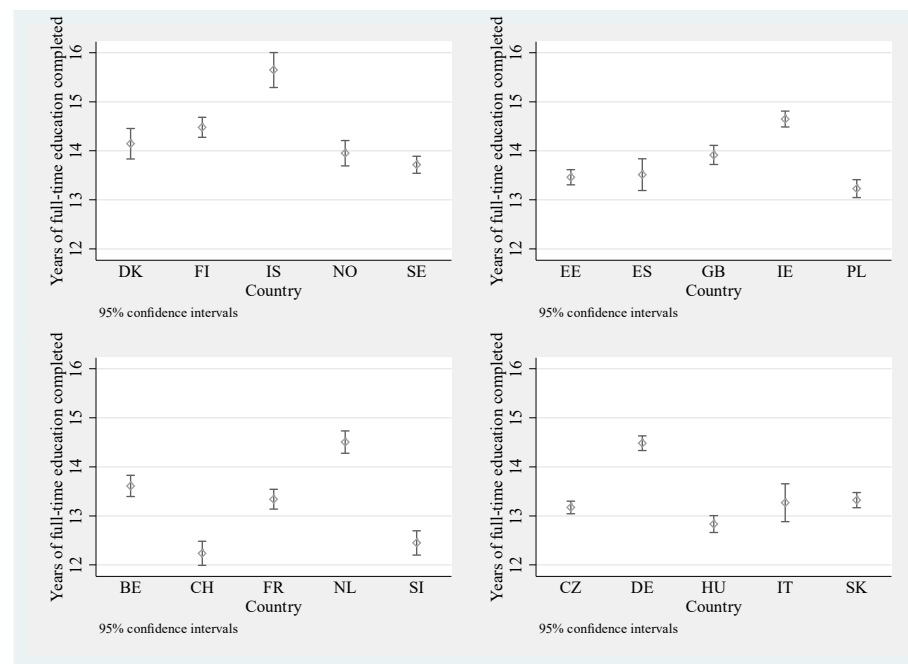 Years of full-time education completed
16
15
14
13
12
DK FI IS NO SE
Country
95% confidence intervals
Years of full-time education completed
16
15
14
13
12
EE ES GB IE PL
Country
95% confidence intervals
Years of full-time education completed
16
15
14
13
12
BE CH FR NL SI
Country
95% confidence intervals
Years of full-time education completed
16
15
14
13
12
CZ DE HU IT SK
Country
95% confidence intervals